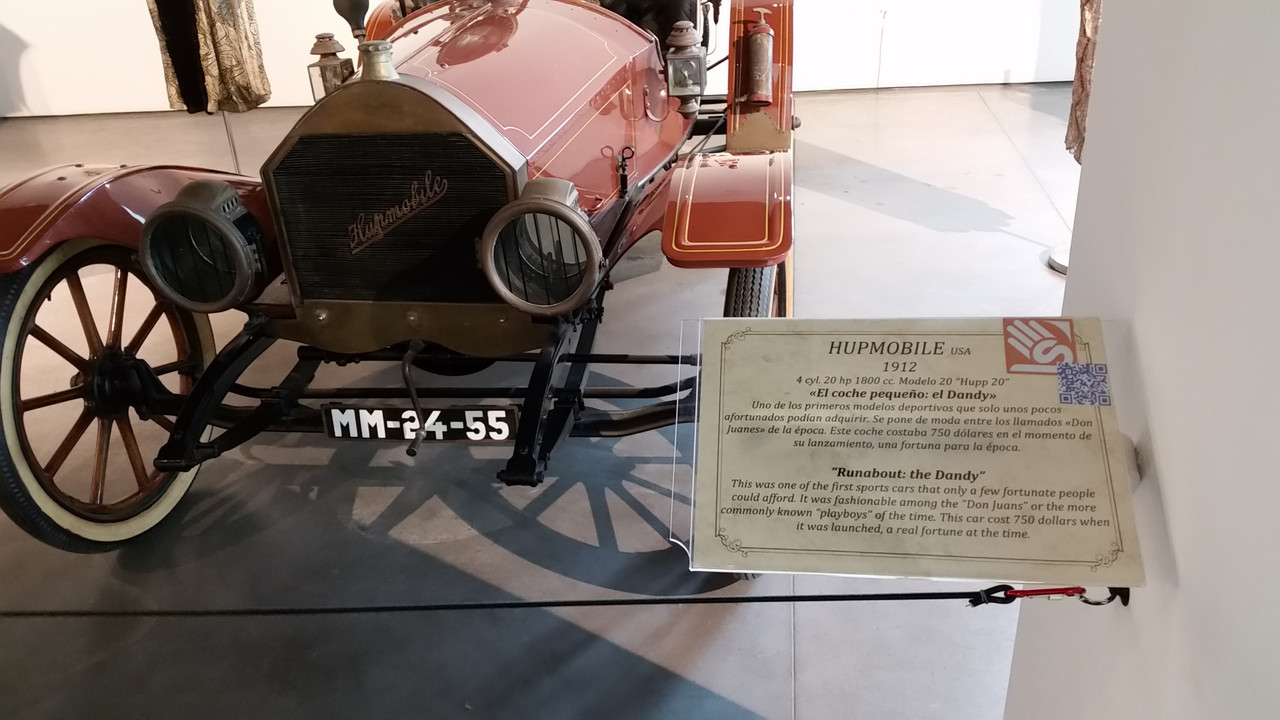 Hupmobile
MM-24-55
HUPMOBILE USA
1912
4 cyl. 20 hp 1800 cc. Modelo 20 "Hupp 20"
«El coche pequeño: el Dandy»
Uno de los primeros modelos deportivos que solo unos pocos
afortunados podían adquirir. Se pone de moda entre los llamados «Don
Juanes» de la época. Este coche costaba 750 dólares en el momento de
su lanzamiento, una fortuna para la época.
"Runabout: the Dandy"
This was one of the first sports cars that only a few fortunate people
could afford. It was fashionable among the "Don Juans" or the more
commonly known "playboys" of the time. This car cost 750 dollars when
it was launched, a real fortune at the time.